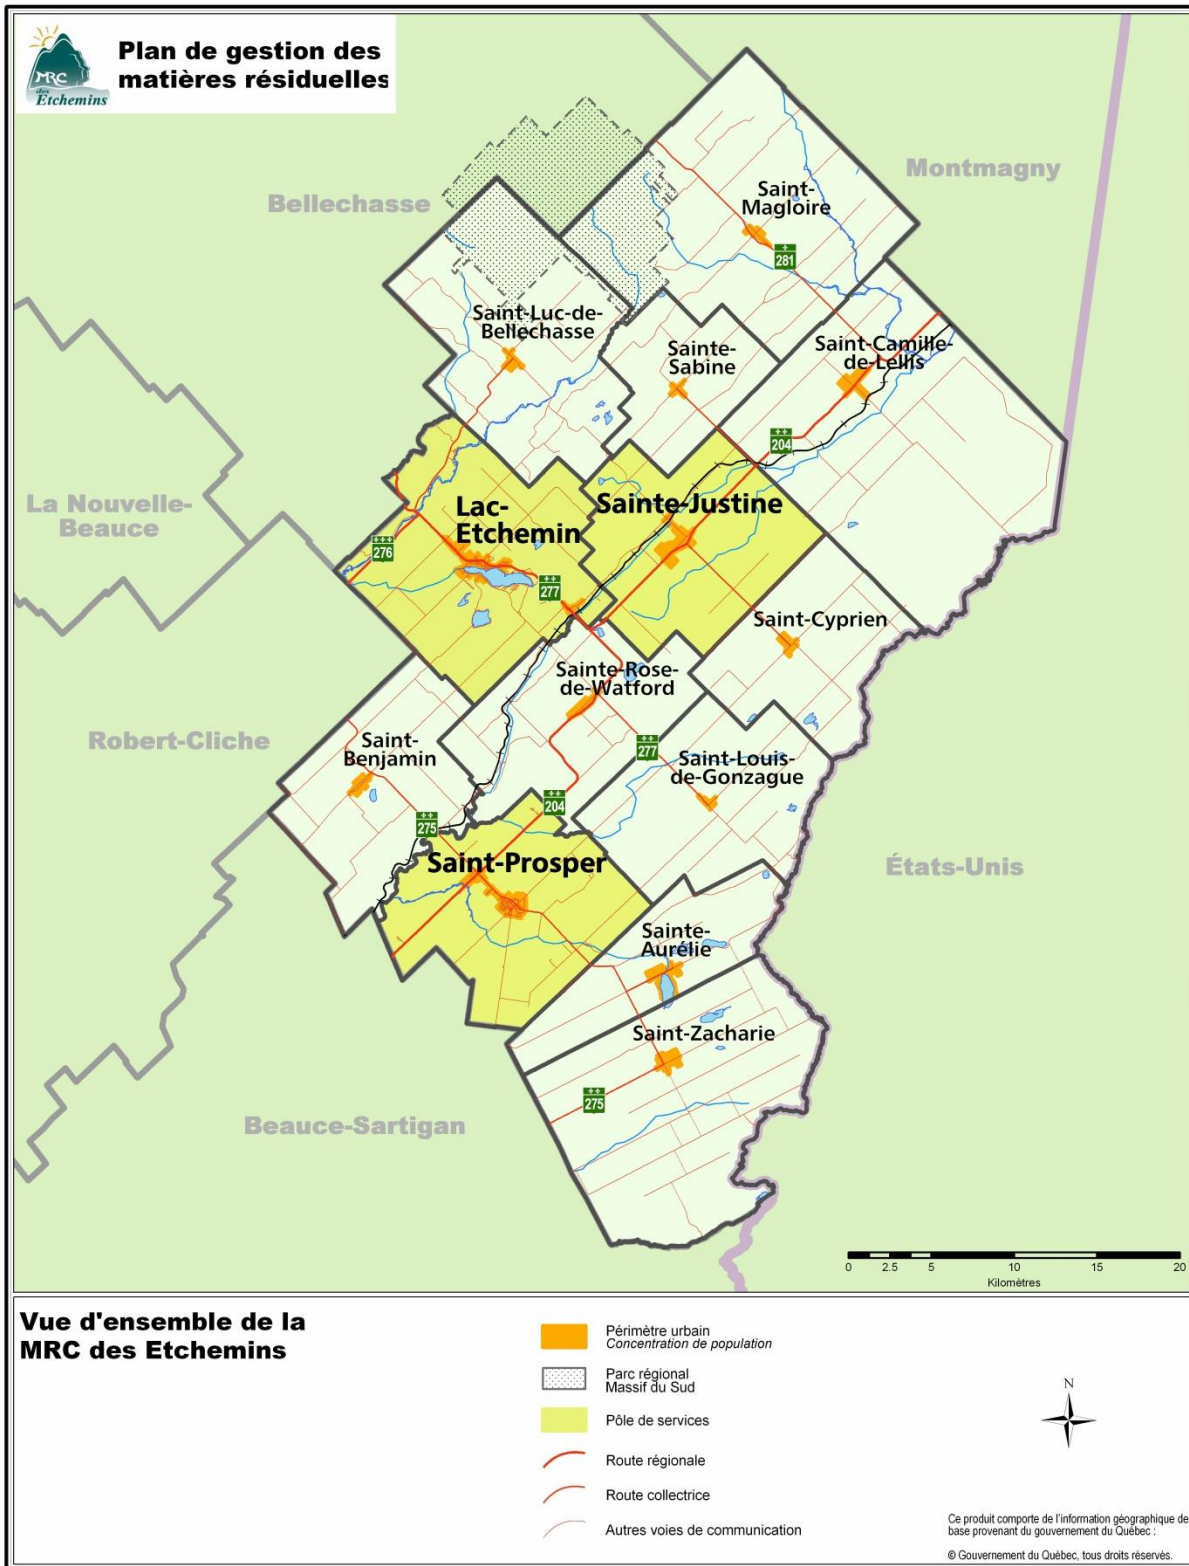 MRC
des
Etchemins
Plan de gestion des
matières résiduelles
Bellechasse
Montmagny
Saint-
Magloire
281
Saint-Luc-de-
Bellechasse
Sainte-
Sabine
Saint-Camille-
de-Lellis
204
La Nouvelle-
Beauce
Lac-
Etchemin
Sainte-Justine
276
277
Saint-Cyprien
Sainte-Rose-
de-Watford
Robert-Cliche
Saint-
Benjamin
277
Saint-Louis-
de-Gonzague
204
275
Saint-Prosper
États-Unis
Sainte-
Aurélie
Saint-Zacharie
275
Beauce-Sartigan
0 2.5 5 10 15 20
Kilomètres
Vue d'ensemble de la
MRC des Etchemins
Périmètre urbain
Concentration de population
Parc régional
Massif du Sud
Pôle de services
Route régionale
Route collectrice
Autres voies de communication
N
Ce produit comporte de l'information géographique de
base provenant du gouvernement du Québec :
© Gouvernement du Québec, tous droits réservés.